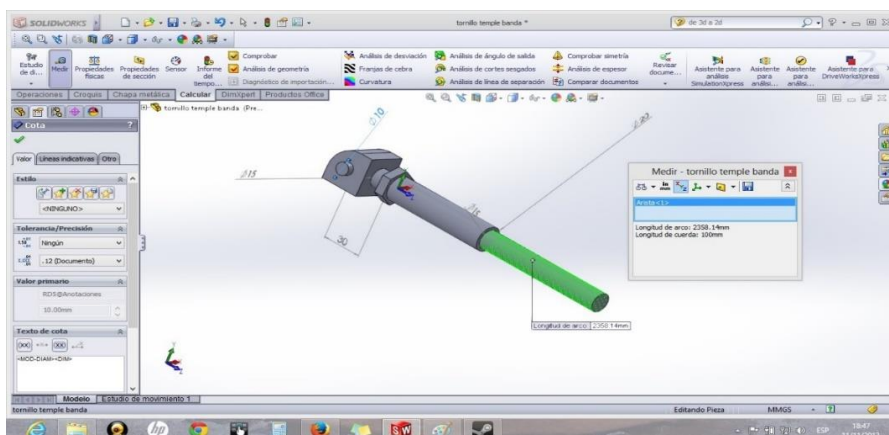 SOLIDWORKS
tornillo temple banda *
de 3d a 2d
Estudio de di...
Medir
Propiedades físicas
Propiedades de sección
Sensor
Informe del tiempo...
Comprobar
Análisis de geometría
Diagnóstico de importación...
Análisis de desviación
Franjas de cebra
Curvatura
Análisis de ángulo de salida
Análisis de cortes sesgados
Análisis de línea de separación
Comprobar simetría
Análisis de espesor
Comparar documentos
Revisar docume...
Asistente para análisis SimulationXpress
Asistente para análisi...
Asistente para análisi...
Asistente para DriveWorksXpress
Operaciones Croquis Chapa metálica Calcular DimXpert Productos Office
tornillo temple banda (Pre...
Cota ?
Valor Líneas indicativas Otro
Estilo
<NINGUNO>
Tolerancia/Precisión
Ningún
.12 (Documento)
Valor primario
RD5@Anotaciones
10.00mm
Texto de cota
<MOD-DIAM><DIM>
Ø10
Ø15
30
Medir - tornillo temple banda
Arista<1>
Longitud de arco: 2358.14mm
Longitud de cuerda: 100mm
Longitud de arco: 2358.14mm
Modelo Estudio de movimiento 1
tornillo temple banda
Editando Pieza MMGS
hp
SW
ESP
18:47